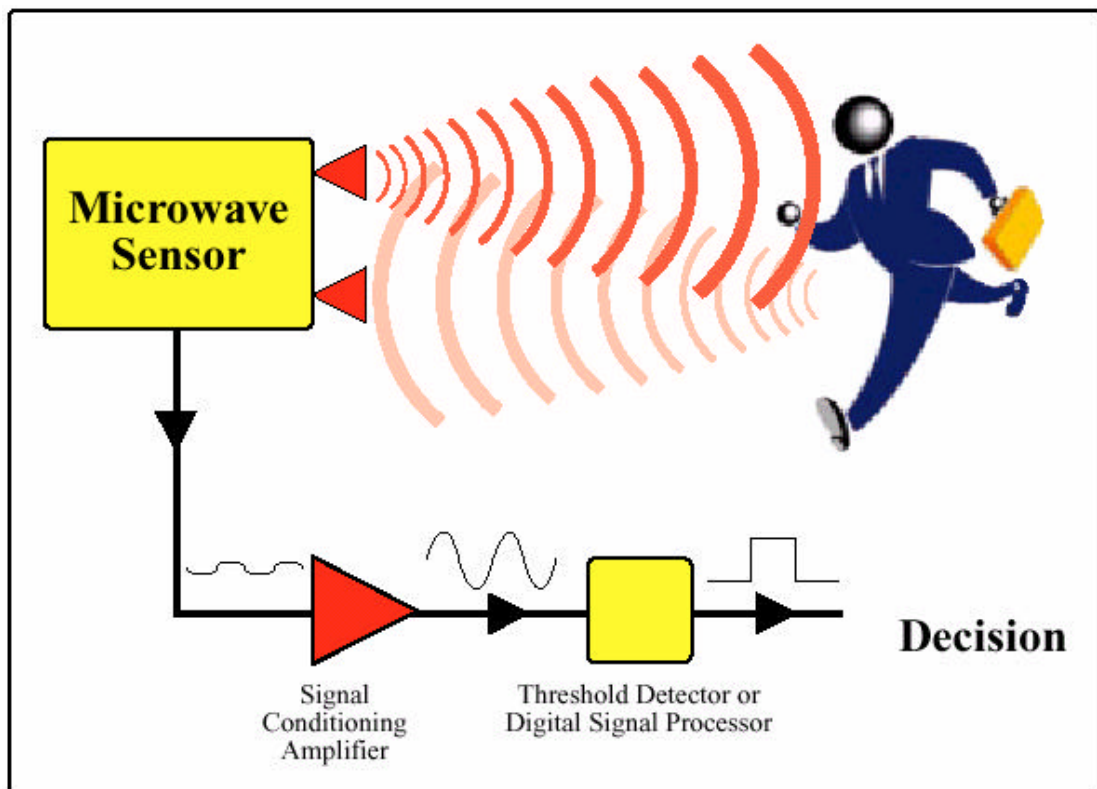 Microwave
Sensor
Signal
Conditioning
Amplifier
Threshold Detector or
Digital Signal Processor
Decision